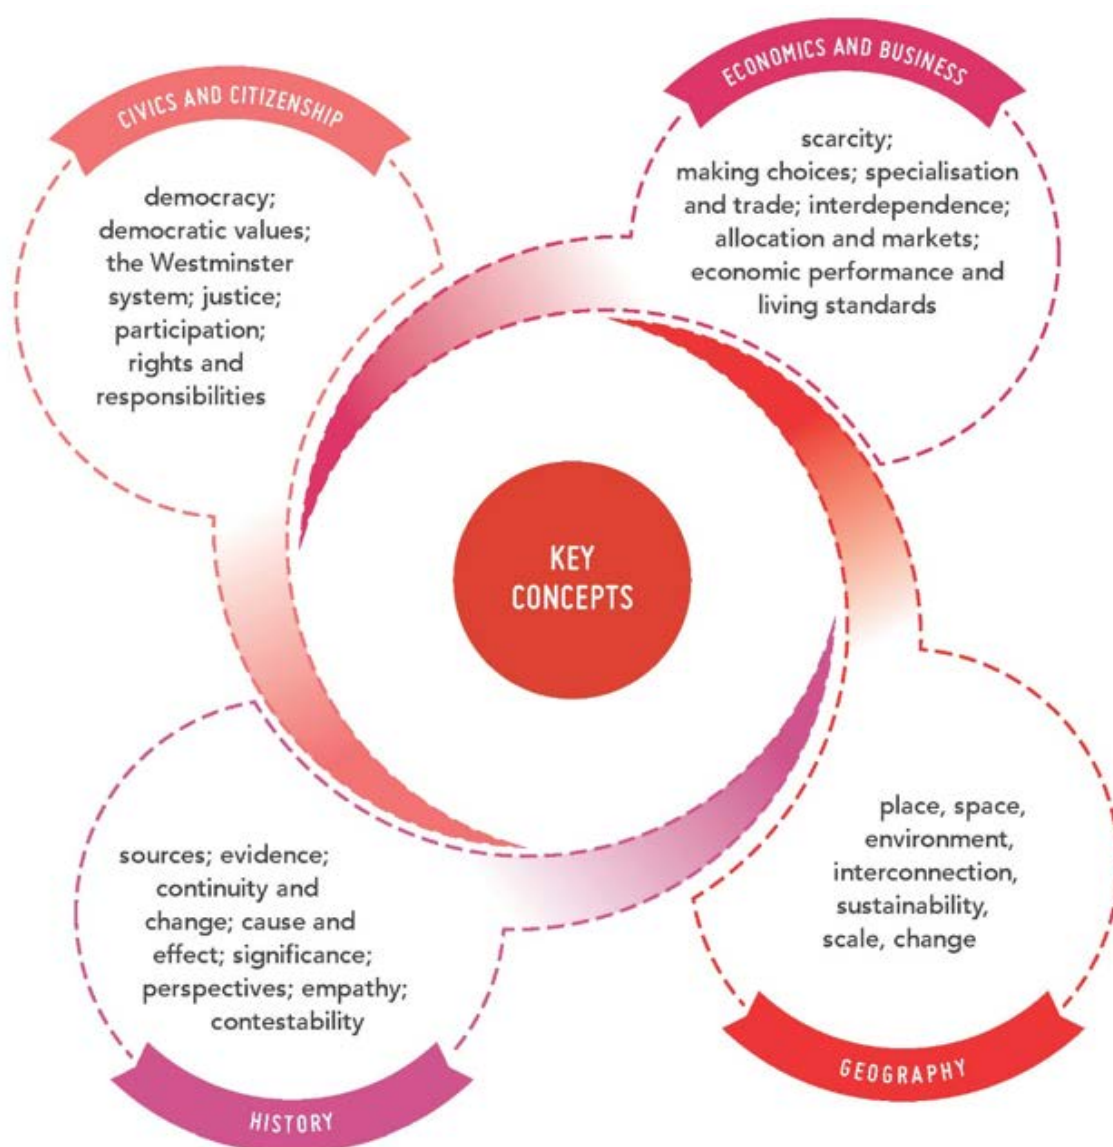 CIVICS AND CITIZENSHIP
democracy;
democratic values;
the Westminster
system; justice;
participation;
rights and
responsibilities
ECONOMICS AND BUSINESS
scarcity;
making choices; specialisation
and trade; interdependence;
allocation and markets;
economic performance and
living standards
KEY
CONCEPTS
sources; evidence;
continuity and
change; cause and
effect; significance;
perspectives; empathy;
contestability
HISTORY
place, space,
environment,
interconnection,
sustainability,
scale, change
GEOGRAPHY